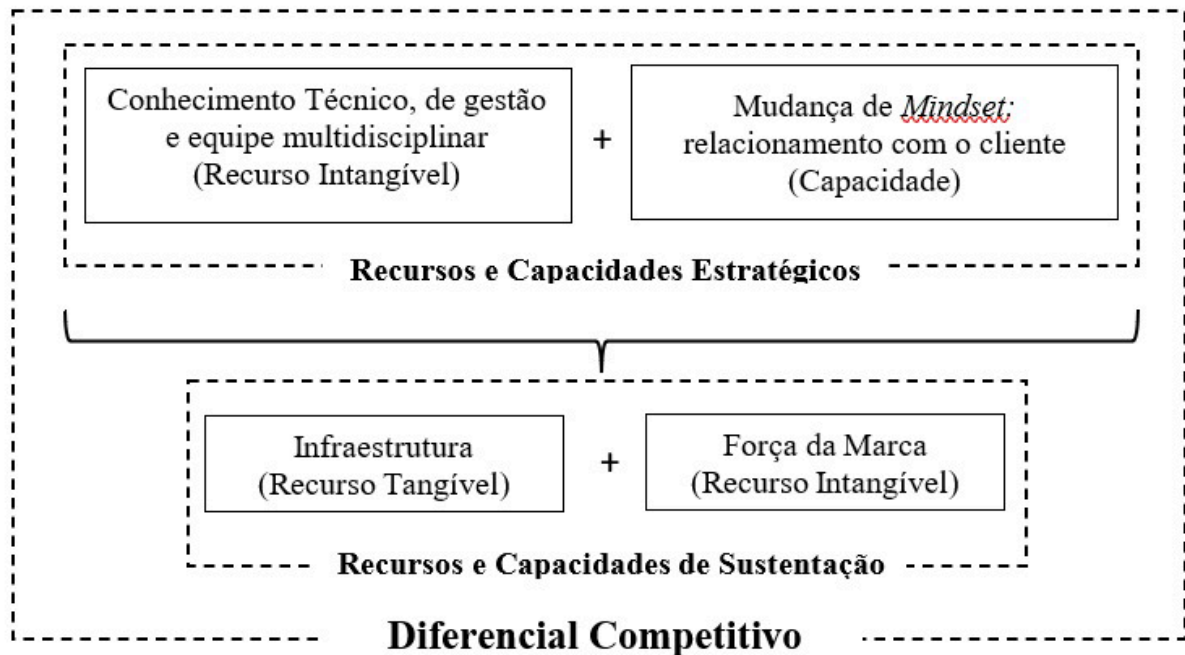 Conhecimento Técnico, de gestão
e equipe multidisciplinar
(Recurso Intangível)
+
Mudança de Mindset:
relacionamento com o cliente
(Capacidade)
Recursos e Capacidades Estratégicos
Infraestrutura
(Recurso Tangível)
+
Força da Marca
(Recurso Intangível)
Recursos e Capacidades de Sustentação
Diferencial Competitivo